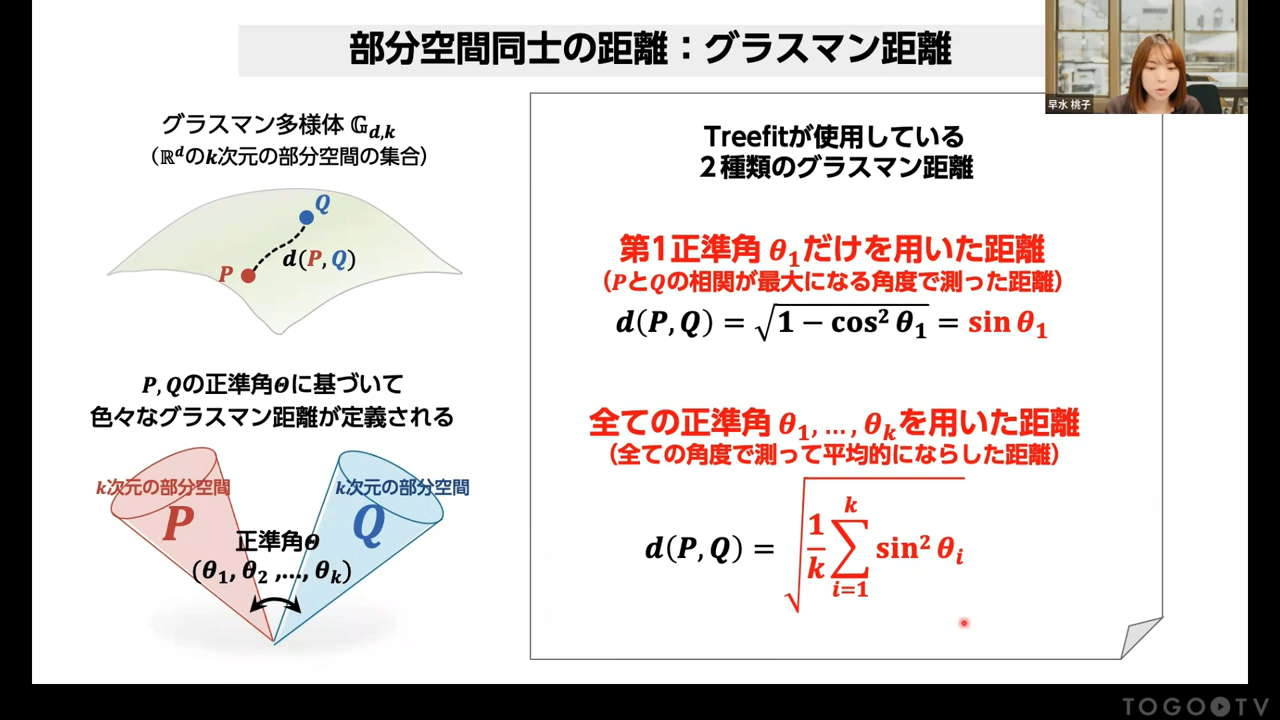 部分空間同士の距離：グラスマン距離
早水 桃子
グラスマン多様体 𝔾d,k
（ℝdのk次元の部分空間の集合）
Q
P
d(P, Q)
P, Qの正準角Θに基づいて
色々なグラスマン距離が定義される
k次元の部分空間
P
k次元の部分空間
Q
正準角Θ
(θ1, θ2 ,..., θk)
Treefitが使用している
２種類のグラスマン距離
第1正準角 θ1だけを用いた距離
（PとQの相関が最大になる角度で測った距離）
d(P, Q) = √1 − cos² θ1 = sin θ1
全ての正準角 θ1, ... , θkを用いた距離
（全ての角度で測って平均的にならした距離）
d(P, Q) = √1/k ∑i=1k sin² θi
TOGO TV